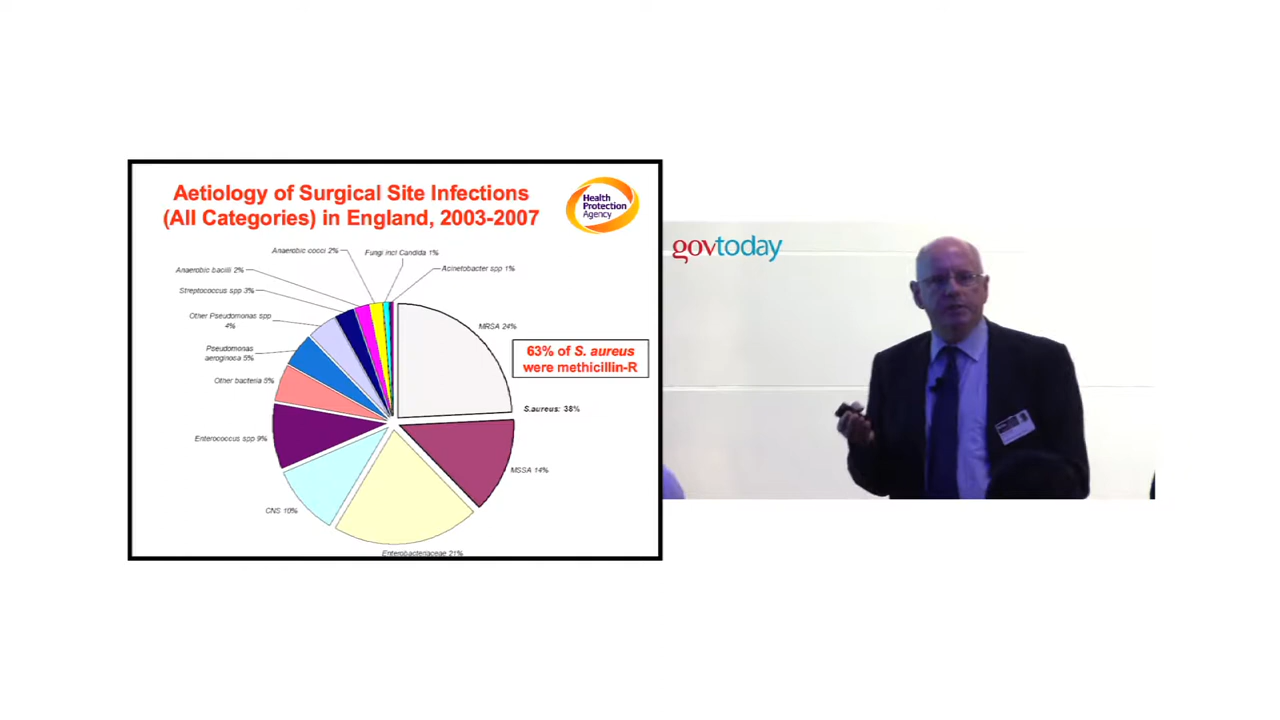 Aetiology of Surgical Site Infections
(All Categories) in England, 2003-2007
Health
Protection
Agency
Anaerobic cocci 2%
Fungi incl Candida 1%
Anaerobic bacilli 2%
Acinetobacter spp 1%
Streptococcus spp 3%
Other Pseudomonas spp
4%
MRSA 24%
Pseudomonas
aeroginosa 5%
63% of S. aureus
were methicillin-R
Other bacteria 5%
S.aureus: 38%
Enterococcus spp 9%
MSSA 14%
CNS 10%
Enterobacteriaceae 21%
govtoday